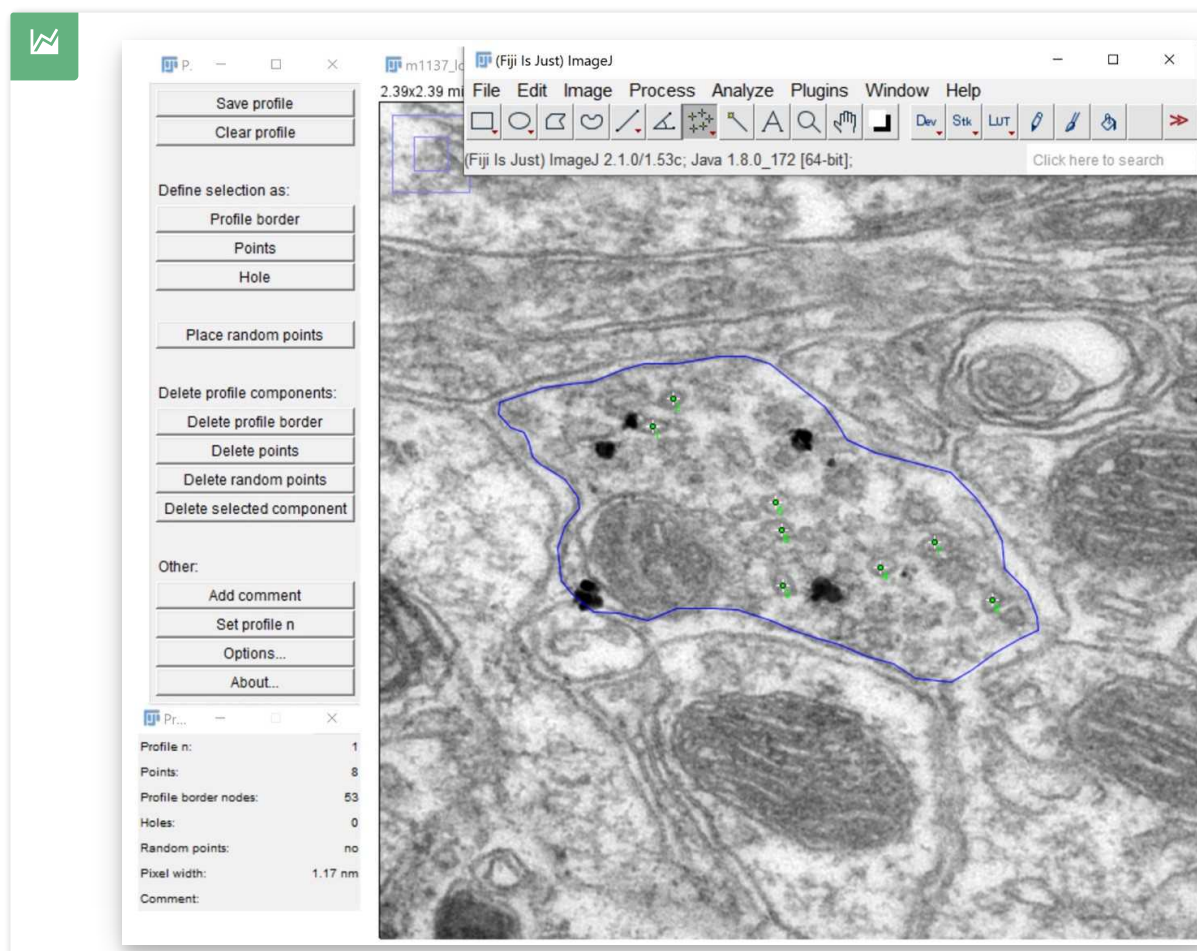 P.
Save profile
Clear profile
Define selection as:
Profile border
Points
Hole
Place random points
Delete profile components:
Delete profile border
Delete points
Delete random points
Delete selected component
Other:
Add comment
Set profile n
Options...
About...
Pr...
Profile n: 1
Points: 8
Profile border nodes: 53
Holes: 0
Random points: no
Pixel width: 1.17 nm
Comment:
2.39x2.39 mi
(Fiji Is Just) ImageJ
File Edit Image Process Analyze Plugins Window Help
Dev Stk LUT
(Fiji Is Just) ImageJ 2.1.0/1.53c; Java 1.8.0_172 [64-bit];
Click here to search